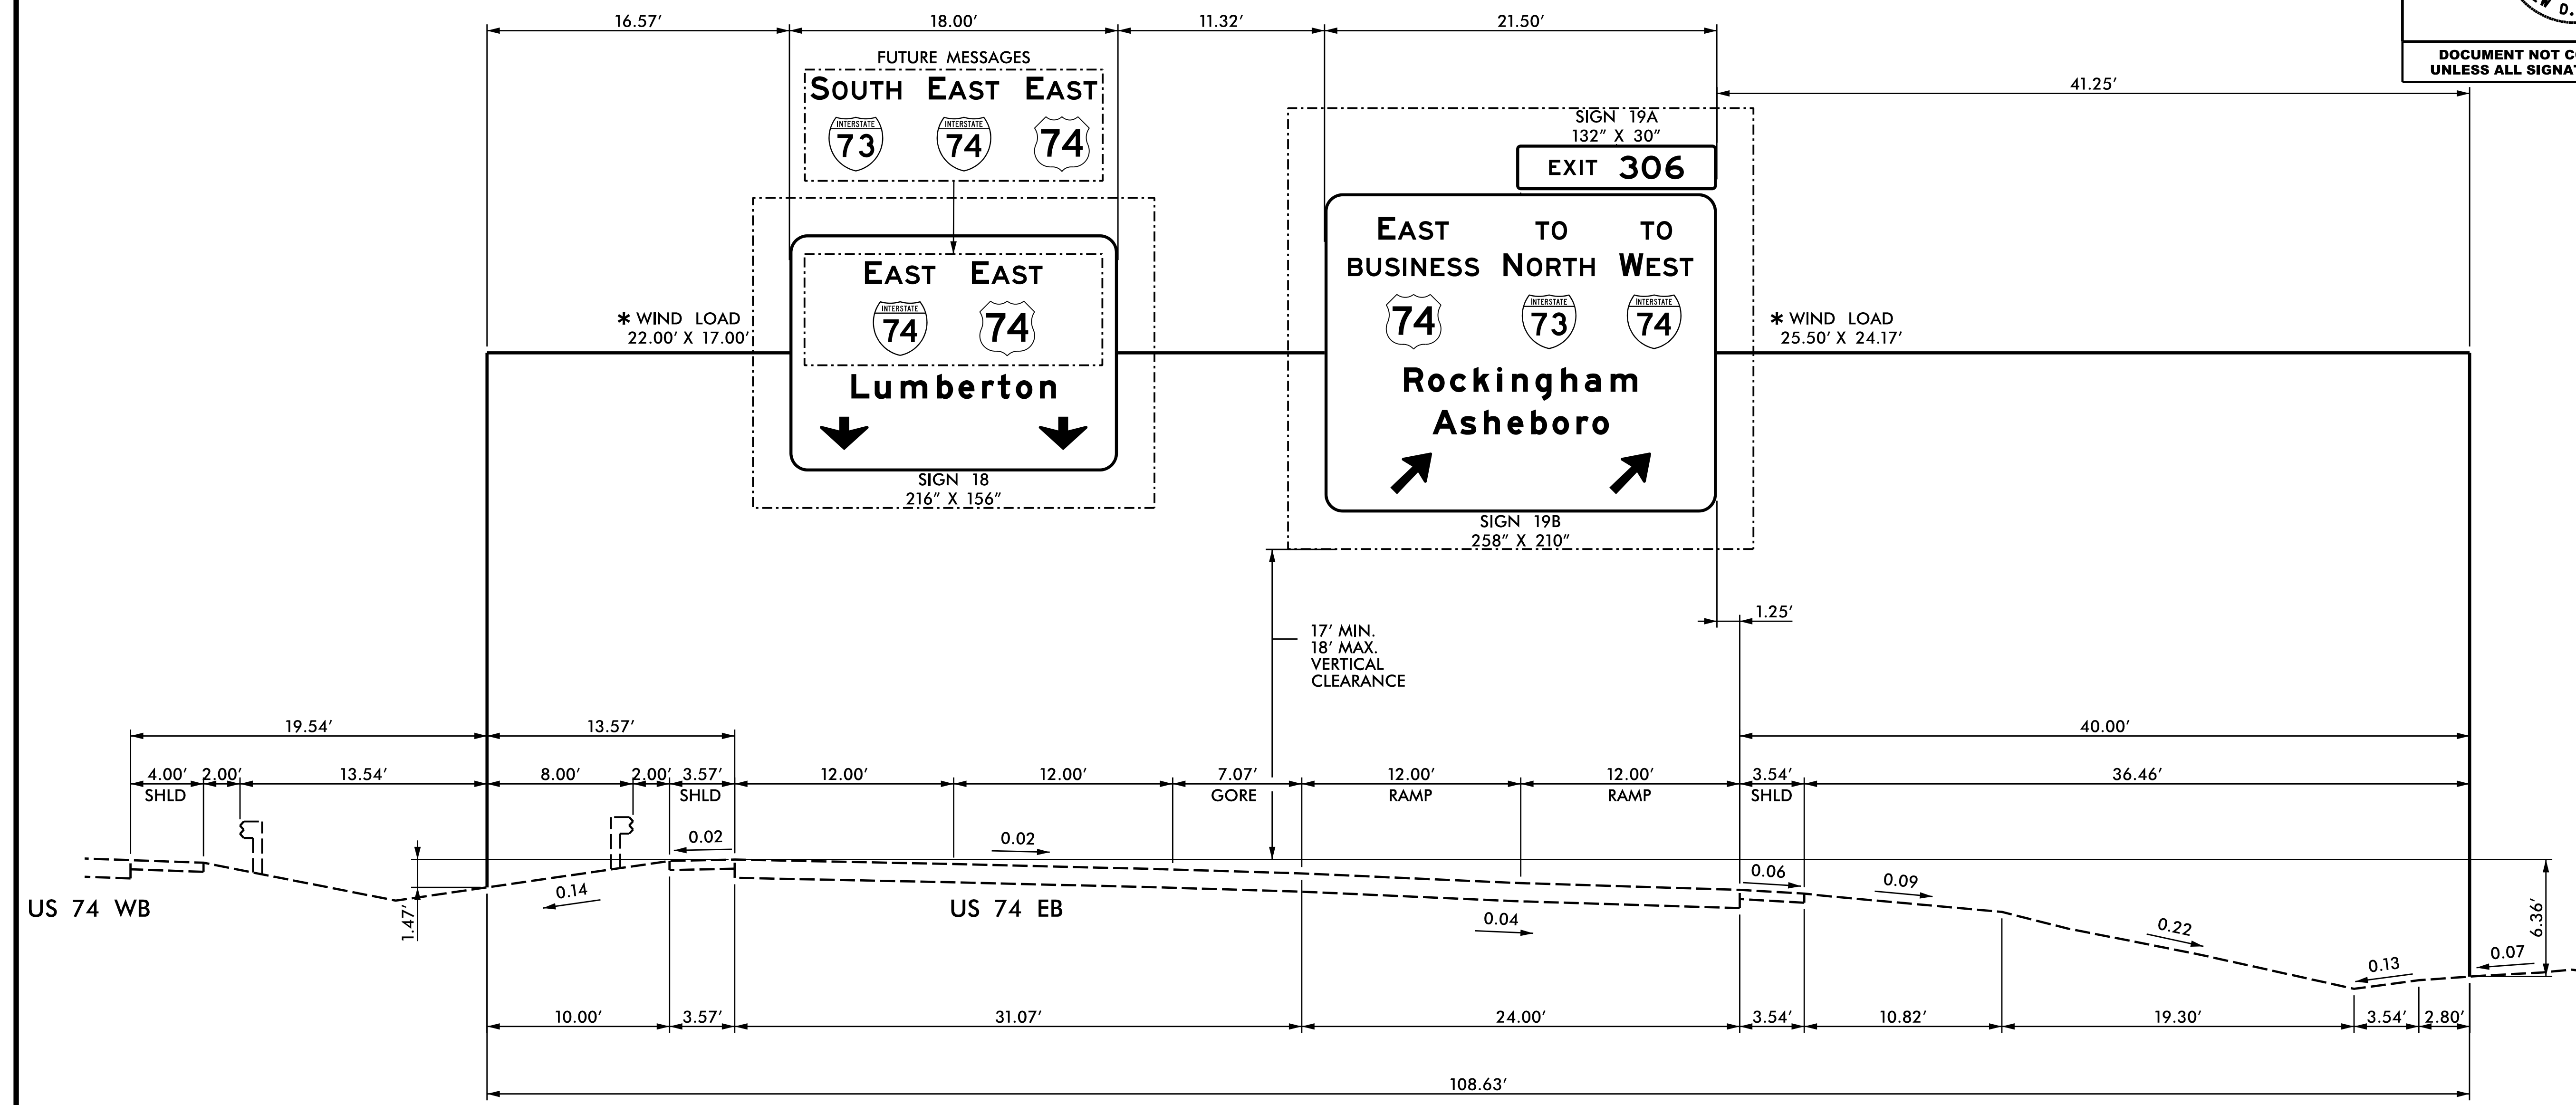 16.57′ 18.00′ 11.32′ 21.50′
W D.
DOCUMENT NOT
UNLESS ALL
41.25′
FUTURE MESSAGES
SOUTH EAST EAST
INTERSTATE 73 INTERSTATE 74 74
SIGN 19A
132″ X 30″
EXIT 306
EAST TO TO
BUSINESS NORTH WEST
74 INTERSTATE 73 INTERSTATE 74
Rockingham
Asheboro
SIGN 19B
258″ X 210″
EAST EAST
INTERSTATE 74 74
Lumberton
SIGN 18
216″ X 156″
* WIND LOAD
22.00′ X 17.00′
* WIND LOAD
25.50′ X 24.17′
1.25′
17′ MIN.
18′ MAX.
VERTICAL
CLEARANCE
19.54′ 13.57′ 40.00′
4.00′ 2.00′ 13.54′ 8.00′ 2.00′ 3.57′ 12.00′ 12.00′ 7.07′ 12.00′ 12.00′ 3.54′ 36.46′
SHLD SHLD GORE RAMP RAMP SHLD
0.02 0.02
0.06 0.09
0.14
1.47′
US 74 WB US 74 EB
0.04
0.22
6.36′
0.13 0.07
10.00′ 3.57′ 31.07′ 24.00′ 3.54′ 10.82′ 19.30′ 3.54′ 2.80′
108.63′